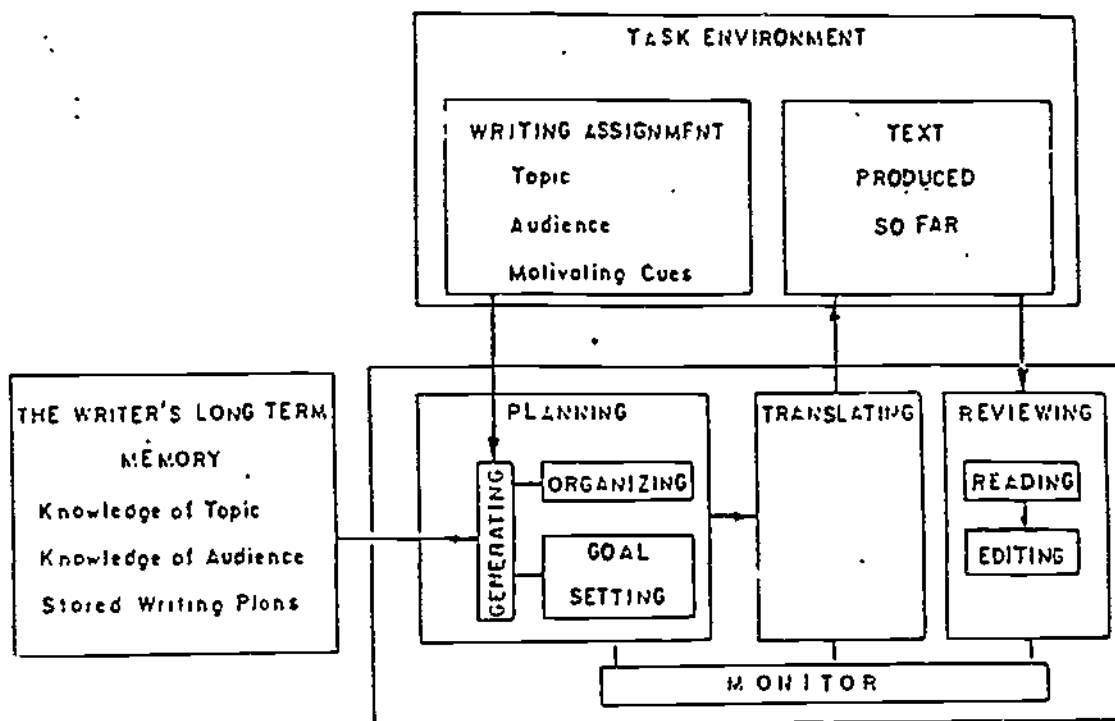 TASK ENVIRONMENT
WRITING ASSIGNMENT
Topic
Audience
Motivating Cues
TEXT
PRODUCED
SO FAR
THE WRITER'S LONG TERM
MEMORY
Knowledge of Topic
Knowledge of Audience
Stored Writing Plans
PLANNING
GENERATING
ORGANIZING
GOAL
SETTING
TRANSLATING
REVIEWING
READING
EDITING
MONITOR